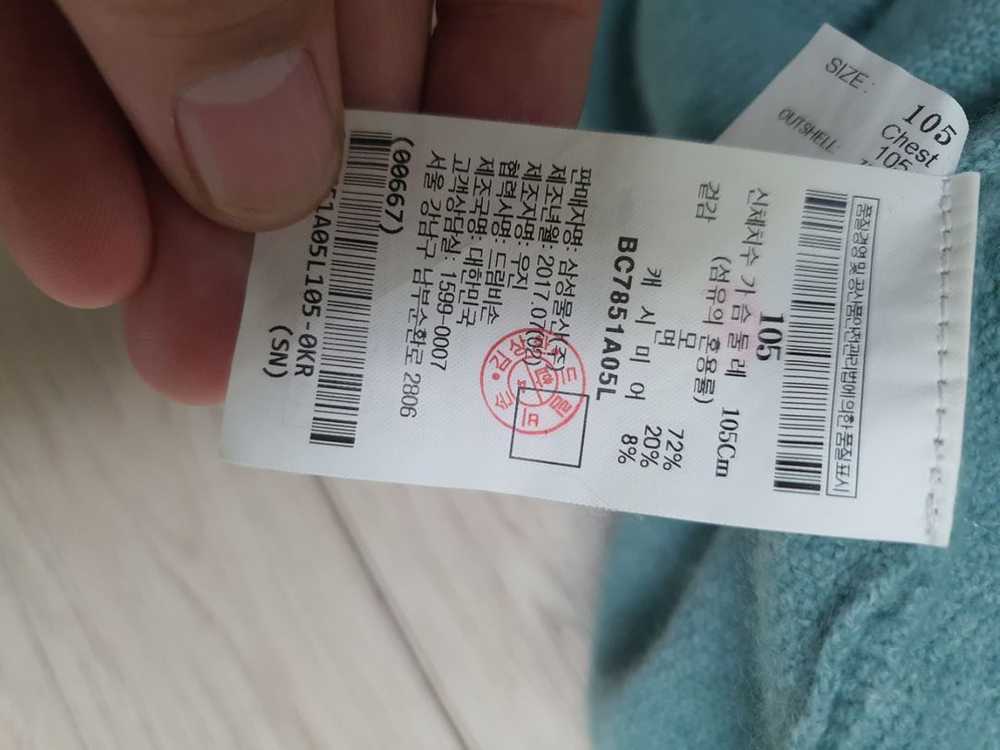 품질경영 및 공산품안전관리법에 의한 품질표시
105
신체치수 가슴둘레 105Cm
겉감 (섬유의 혼용률)
모 72%
면 20%
캐시미어 8%
BC7851A05L
판매자명: 삼성물산(주)
제조년월: 2017.07(02)
제조자명: 우진
협력사명: 드림비손
제조국명: 대한민국
고객상담실: 1599-0007
서울 강남구 남부순환로 2806
(00667)
1A05L105-0KR
(SN)
SIZE: 105
Chest
105
OUTSHELL: